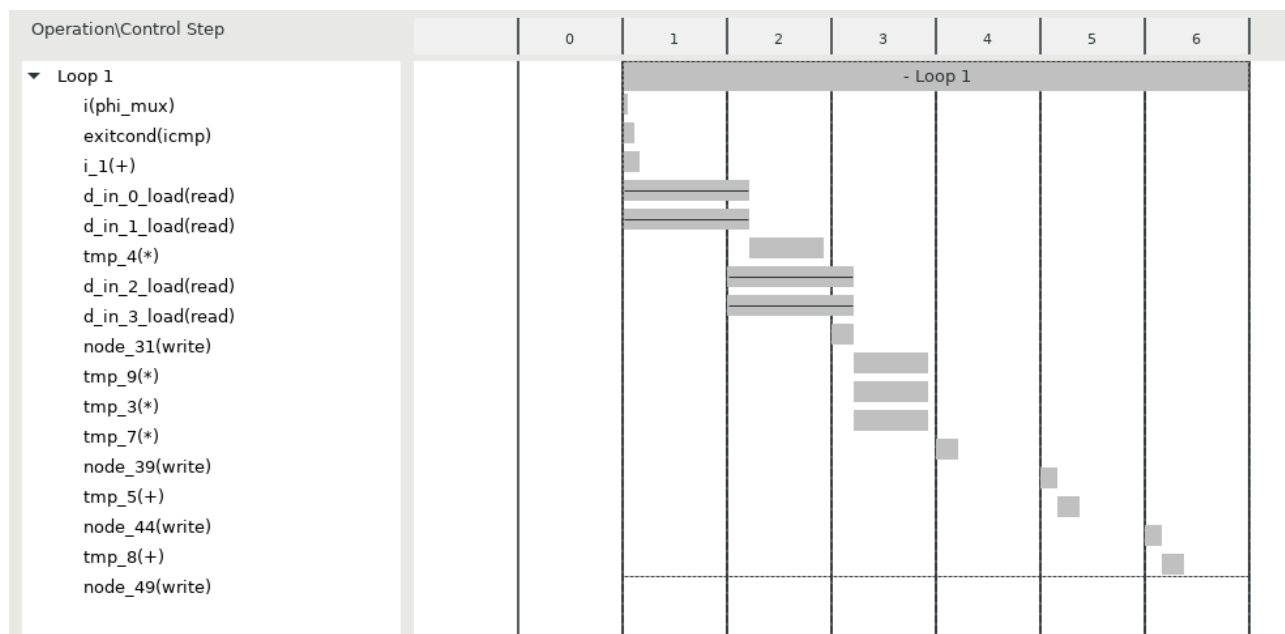 Operation\Control Step
0 1 2 3 4 5 6
Loop 1
- Loop 1
i(phi_mux)
exitcond(icmp)
i_1(+)
d_in_0_load(read)
d_in_1_load(read)
tmp_4(*)
d_in_2_load(read)
d_in_3_load(read)
node_31(write)
tmp_9(*)
tmp_3(*)
tmp_7(*)
node_39(write)
tmp_5(+)
node_44(write)
tmp_8(+)
node_49(write)